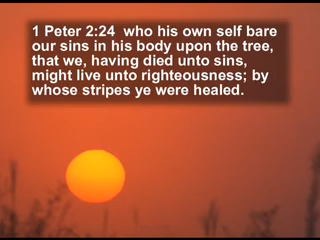 1 Peter 2:24  who his own self bare
our sins in his body upon the tree,
that we, having died unto sins,
might live unto righteousness; by
whose stripes ye were healed.